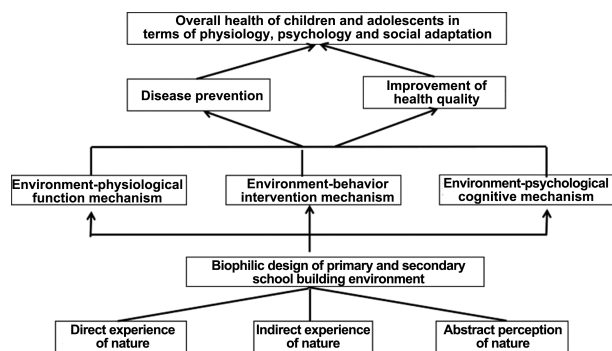 Overall health of children and adolescents in
terms of physiology, psychology and social adaptation
Disease prevention
Improvement of
health quality
Environment-physiological
function mechanism
Environment-behavior
intervention mechanism
Environment-psychological
cognitive mechanism
Biophilic design of primary and secondary
school building environment
Direct experience
of nature
Indirect experience
of nature
Abstract perception
of nature